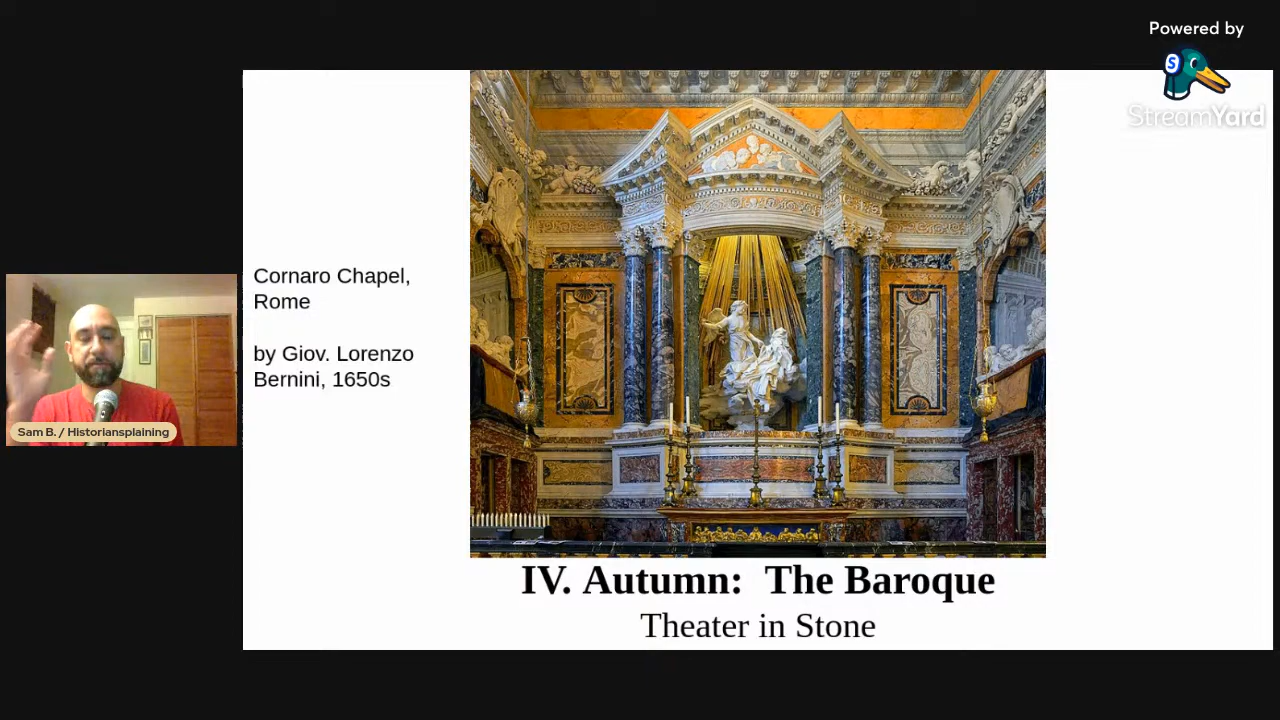 Powered by
S
StreamYard
Cornaro Chapel,
Rome
by Giov. Lorenzo
Bernini, 1650s
Sam B. / Historiansplaining
IV. Autumn:  The Baroque
Theater in Stone